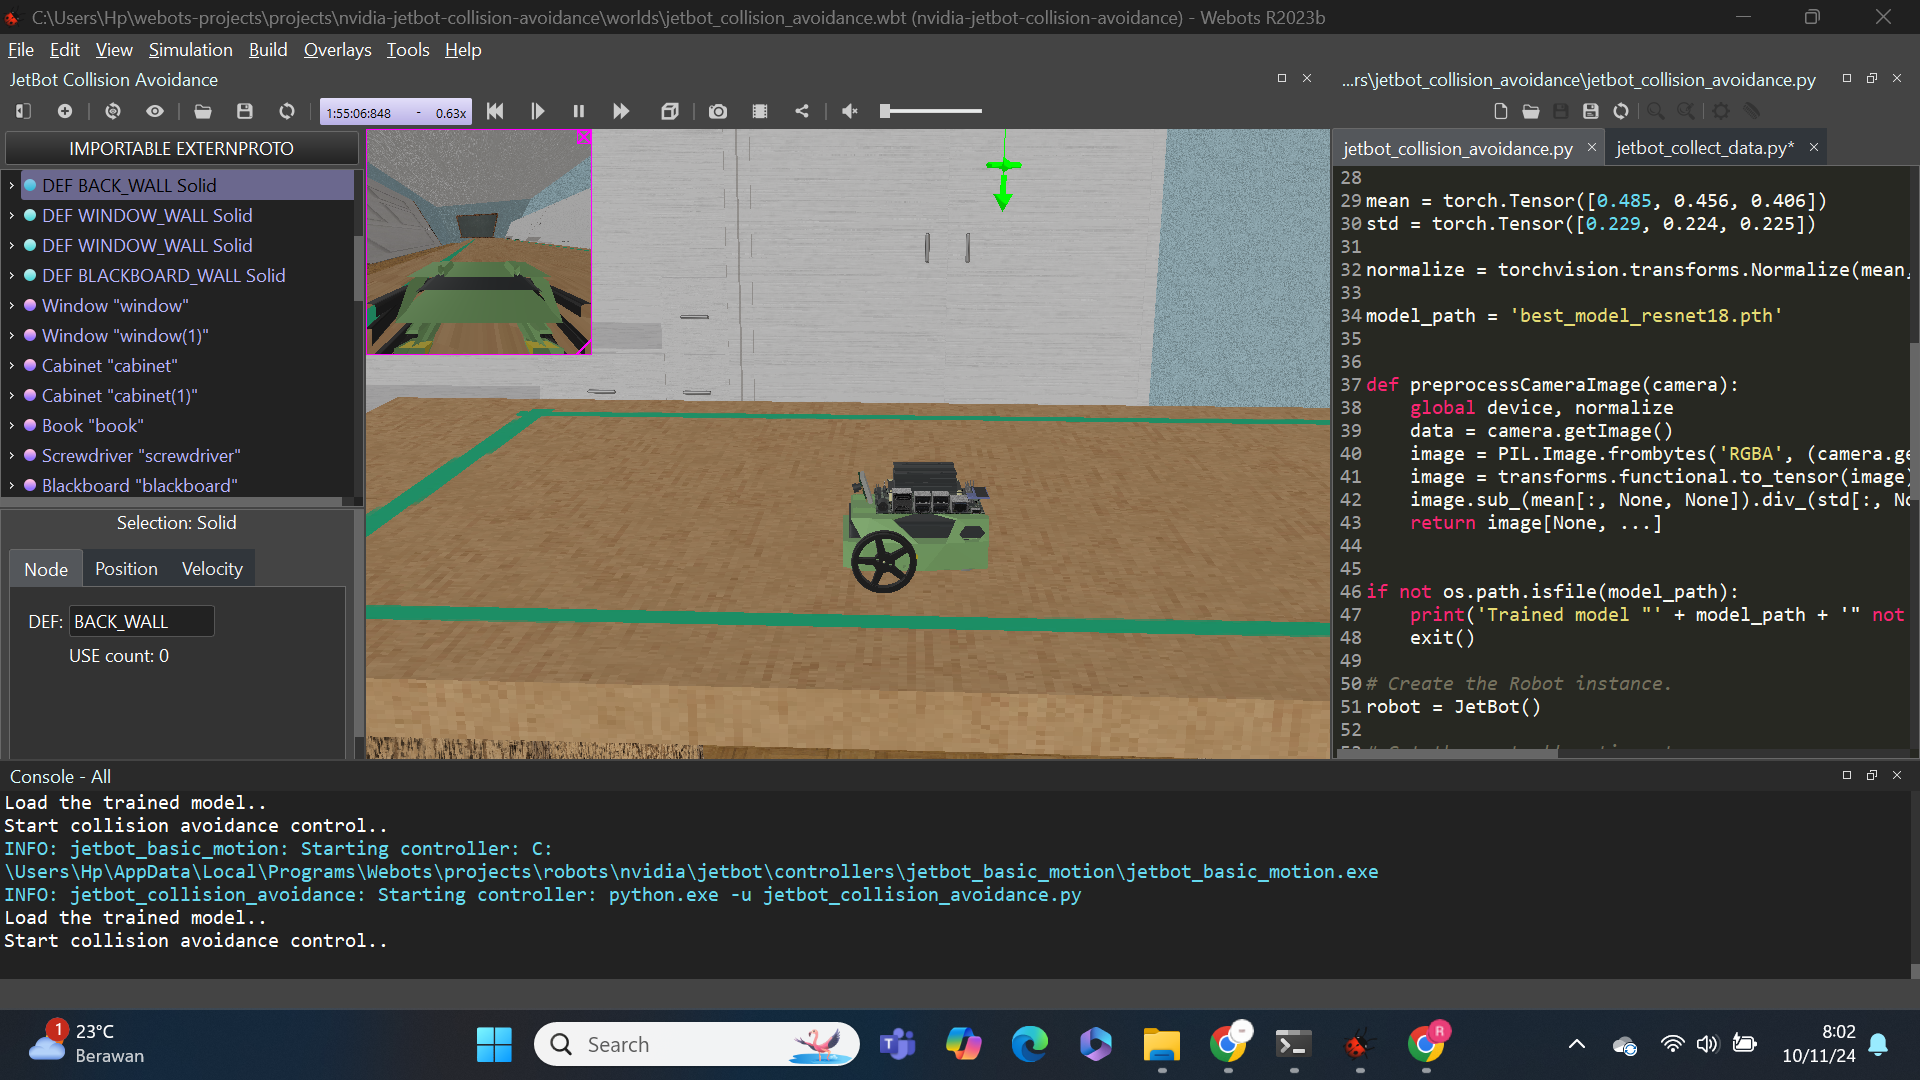 C:\Users\Hp\webots-projects\projects\nvidia-jetbot-collision-avoidance\worlds\jetbot_collision_avoidance.wbt (nvidia-jetbot-collision-avoidance) - Webots R2023b
File Edit View Simulation Build Overlays Tools Help
JetBot Collision Avoidance
1:55:06:848 - 0.63x
IMPORTABLE EXTERNPROTO
DEF BACK_WALL Solid
DEF WINDOW_WALL Solid
DEF WINDOW_WALL Solid
DEF BLACKBOARD_WALL Solid
Window "window"
Window "window(1)"
Cabinet "cabinet"
Cabinet "cabinet(1)"
Book "book"
Screwdriver "screwdriver"
Blackboard "blackboard"
Selection: Solid
Node Position Velocity
DEF: BACK_WALL
USE count: 0
...rs\jetbot_collision_avoidance\jetbot_collision_avoidance.py
jetbot_collision_avoidance.py jetbot_collect_data.py*
28
29 mean = torch.Tensor([0.485, 0.456, 0.406])
30 std = torch.Tensor([0.229, 0.224, 0.225])
31
32 normalize = torchvision.transforms.Normalize(mean,
33
34 model_path = 'best_model_resnet18.pth'
35
36
37 def preprocessCameraImage(camera):
38 global device, normalize
39 data = camera.getImage()
40 image = PIL.Image.frombytes('RGBA', (camera.ge
41 image = transforms.functional.to_tensor(image)
42 image.sub_(mean[:, None, None]).div_(std[:, No
43 return image[None, ...]
44
45
46 if not os.path.isfile(model_path):
47 print('Trained model "' + model_path + '" not
48 exit()
49
50 # Create the Robot instance.
51 robot = JetBot()
52
Console - All
Load the trained model..
Start collision avoidance control..
INFO: jetbot_basic_motion: Starting controller: C:
\Users\Hp\AppData\Local\Programs\Webots\projects\robots\nvidia\jetbot\controllers\jetbot_basic_motion\jetbot_basic_motion.exe
INFO: jetbot_collision_avoidance: Starting controller: python.exe -u jetbot_collision_avoidance.py
Load the trained model..
Start collision avoidance control..
1
23°C
Berawan
Search
R
8:02
10/11/24